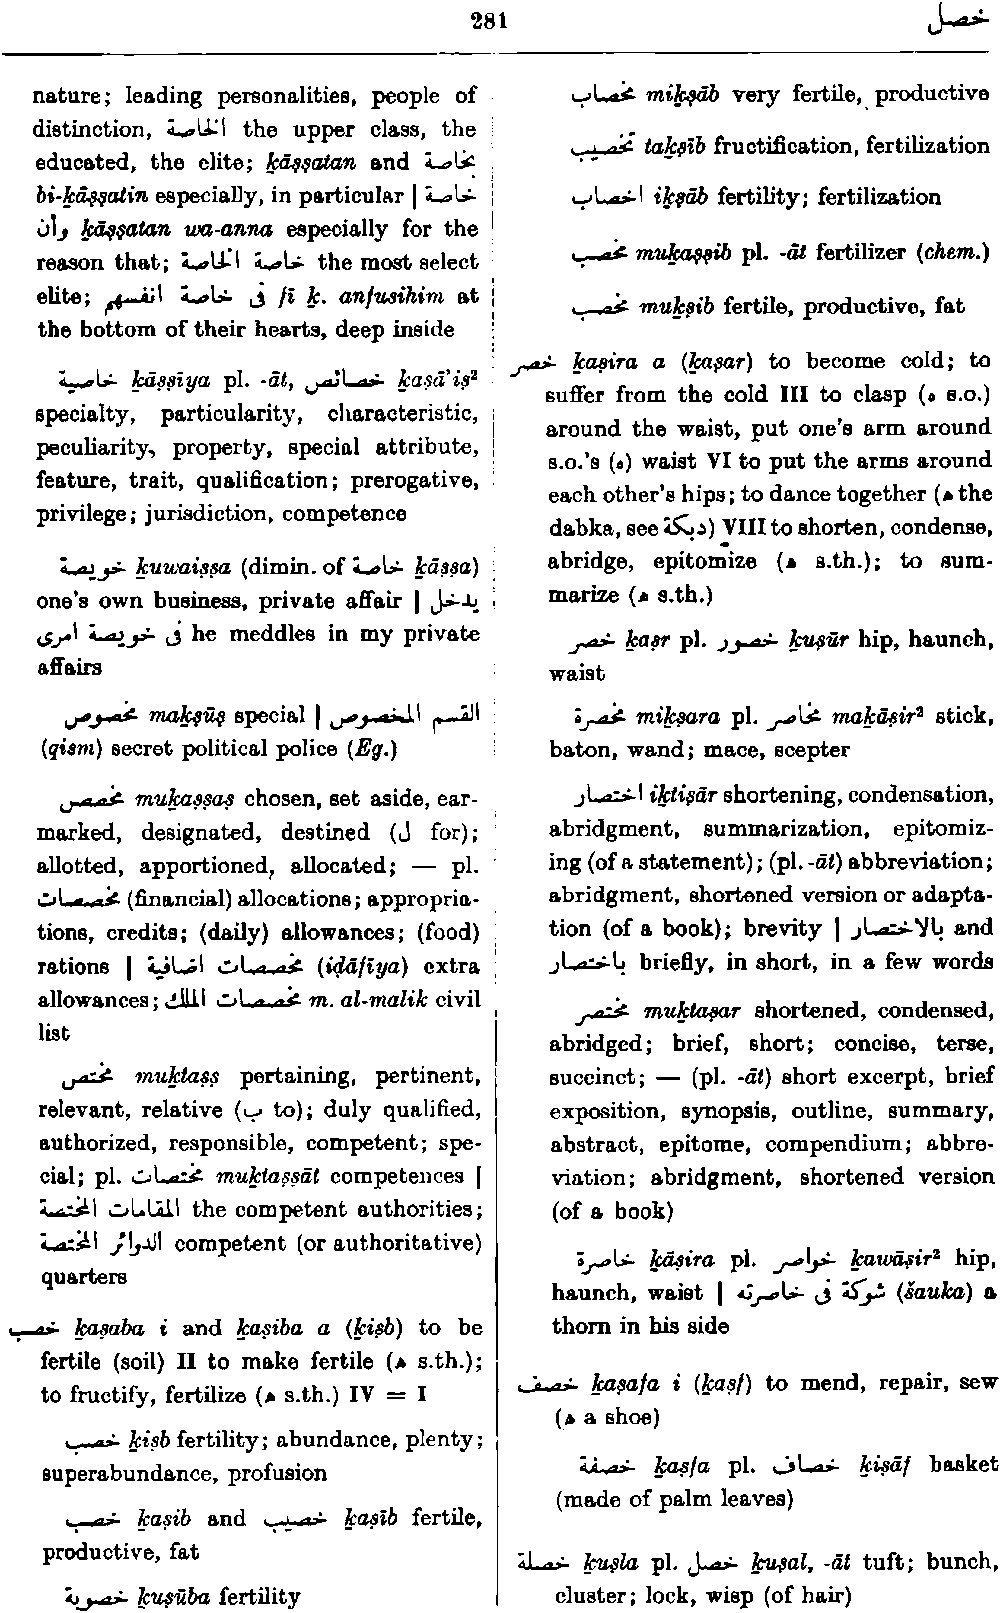 281
خصل
nature; leading personalities, people of
distinction, الخاصة the upper class, the
educated, the elite; ḵāṣṣatan and بخاصة
bi-ḵāṣṣatin especially, in particular | خاصة
وان ḵāṣṣatan wa-anna especially for the
reason that; خاصة الخاصة the most select
elite; فى خاصة انفسهم fī ḵ. anfusihim at
the bottom of their hearts, deep inside
خاصية ḵāṣṣīya pl. -āt, خصائص ḵaṣā’iṣ²
specialty, particularity, characteristic,
peculiarity, property, special attribute,
feature, trait, qualification; prerogative,
privilege; jurisdiction, competence
خويصة ḵuwaiṣṣa (dimin. of خاصة ḵāṣṣa)
one's own business, private affair | يدخل
فى خويصة امرى he meddles in my private
affairs
مخصوص maḵṣūṣ special | القسم المخصوص
(qism) secret political police (Eg.)
مخصص muḵaṣṣaṣ chosen, set aside, ear-
marked, designated, destined (ل for);
allotted, apportioned, allocated; — pl.
مخصصات (financial) allocations; appropria-
tions, credits; (daily) allowances; (food)
rations | مخصصات اضافية (iḍāfīya) extra
allowances; مخصصات الملك m. al-malik civil
list
مختص muḵtaṣṣ pertaining, pertinent,
relevant, relative (ب to); duly qualified,
authorized, responsible, competent; spe-
cial; pl. مختصات muḵtaṣṣāt competences |
المقامات المختصة the competent authorities;
الدوائر المختصة competent (or authoritative)
quarters
خصب ḵaṣaba i and ḵaṣiba a (ḵiṣb) to be
fertile (soil) II to make fertile (ه s.th.);
to fructify, fertilize (ه s.th.) IV = I
خصب ḵiṣb fertility; abundance, plenty;
superabundance, profusion
خصب ḵaṣib and خصيب ḵaṣīb fertile,
productive, fat
خصوبة ḵuṣūba fertility
مخصاب miḵṣāb very fertile, productive
تخصيب taḵṣīb fructification, fertilization
اخصاب iḵṣāb fertility; fertilization
مخصب muḵaṣṣib pl. -āt fertilizer (chem.)
مخصب muḵṣib fertile, productive, fat
خصر ḵaṣira a (ḵaṣar) to become cold; to
suffer from the cold III to clasp (ه s.o.)
around the waist, put one's arm around
s.o.'s (ه) waist VI to put the arms around
each other's hips; to dance together (ه the
dabka, see دبكة) VIII to shorten, condense,
abridge, epitomize (ه s.th.); to sum-
marize (ه s.th.)
خصر ḵaṣr pl. خصور ḵuṣūr hip, haunch,
waist
مخصرة miḵṣara pl. مخاصر maḵāṣir² stick,
baton, wand; mace, scepter
اختصار iḵtiṣār shortening, condensation,
abridgment, summarization, epitomiz-
ing (of a statement); (pl. -āt) abbreviation;
abridgment, shortened version or adapta-
tion (of a book); brevity | بالاختصار and
باختصار briefly, in short, in a few words
مختصر muḵtaṣar shortened, condensed,
abridged; brief, short; concise, terse,
succinct; — (pl. -āt) short excerpt, brief
exposition, synopsis, outline, summary,
abstract, epitome, compendium; abbre-
viation; abridgment, shortened version
(of a book)
خاصرة ḵāṣira pl. خواصر ḵawāṣir² hip,
haunch, waist | شوكة فى خاصرته (šauka) a
thorn in his side
خصف ḵaṣafa i (ḵaṣf) to mend, repair, sew
(ه a shoe)
خصفة ḵaṣfa pl. خصاف ḵiṣāf basket
(made of palm leaves)
خصلة ḵuṣla pl. خصل ḵuṣal, -āt tuft; bunch,
cluster; lock, wisp (of hair)